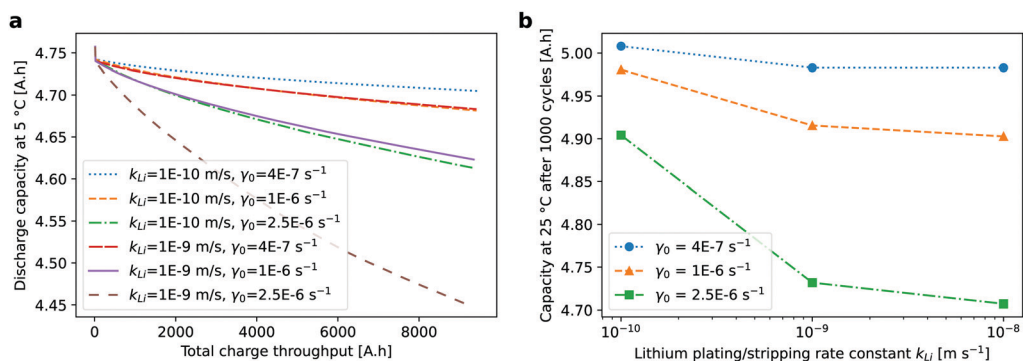 a
Discharge capacity at 5 °C [A.h]
4.75
4.70
4.65
4.60
4.55
4.50
4.45
k_Li=1E-10 m/s, γ0=4E-7 s⁻¹
k_Li=1E-10 m/s, γ0=1E-6 s⁻¹
k_Li=1E-10 m/s, γ0=2.5E-6 s⁻¹
k_Li=1E-9 m/s, γ0=4E-7 s⁻¹
k_Li=1E-9 m/s, γ0=1E-6 s⁻¹
k_Li=1E-9 m/s, γ0=2.5E-6 s⁻¹
0 2000 4000 6000 8000
Total charge throughput [A.h]
b
Capacity at 25 °C after 1000 cycles [A.h]
5.00
4.95
4.90
4.85
4.80
4.75
4.70
γ0 = 4E-7 s⁻¹
γ0 = 1E-6 s⁻¹
γ0 = 2.5E-6 s⁻¹
10⁻¹⁰ 10⁻⁹ 10⁻⁸
Lithium plating/stripping rate constant k_Li [m s⁻¹]